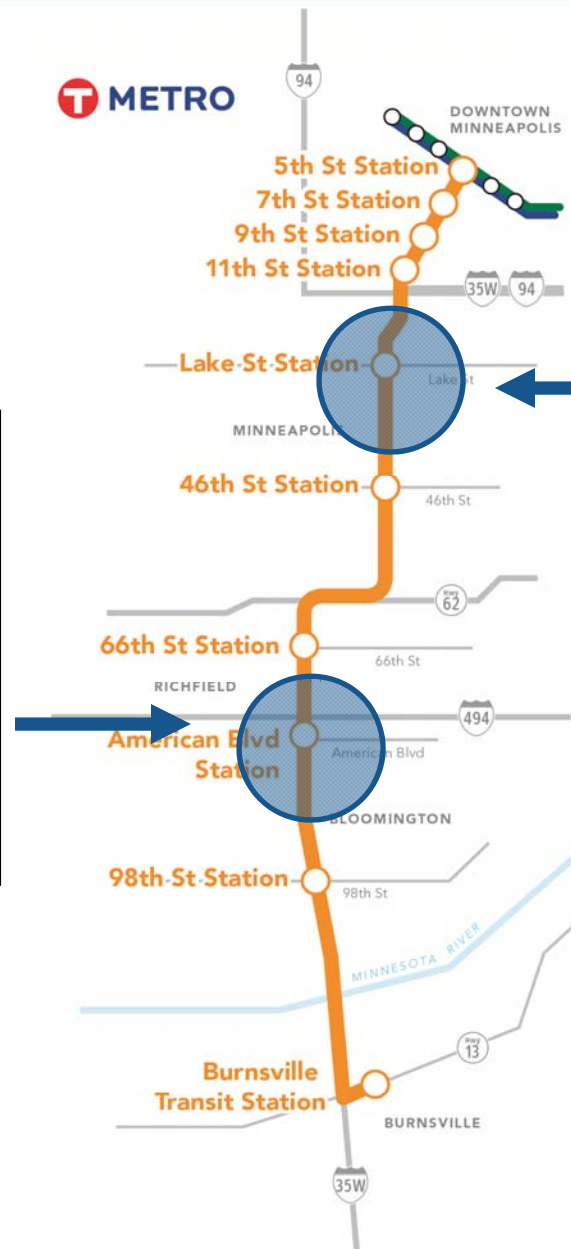 94
T METRO
DOWNTOWN
MINNEAPOLIS
5th St Station
7th St Station
9th St Station
11th St Station
35W 94
Lake St Station
Lake St
MINNEAPOLIS
46th St Station
46th St
HWY
62
66th St Station
66th St
RICHFIELD
494
American Blvd
Station
American Blvd
BLOOMINGTON
98th St Station
98th St
MINNESOTA RIVER
HWY
13
Burnsville
Transit Station
BURNSVILLE
35W